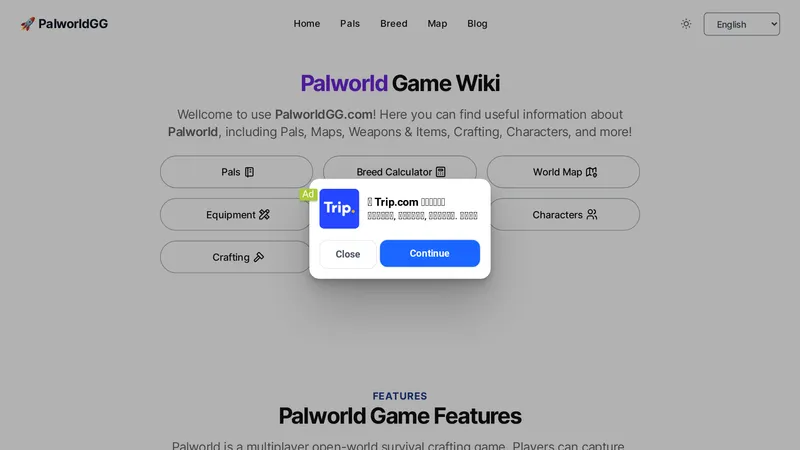 🚀 PalworldGG
Home Pals Breed Map Blog
English
Palworld Game Wiki
Wellcome to use PalworldGG.com! Here you can find useful information about
Palworld, including Pals, Maps, Weapons & Items, Crafting, Characters, and more!
Pals Breed Calculator World Map
Ad
Trip.
Trip.com
Equipment Characters
Close Continue
Crafting
FEATURES
Palworld Game Features
Palworld is a multiplayer open-world survival crafting game. Players can capture